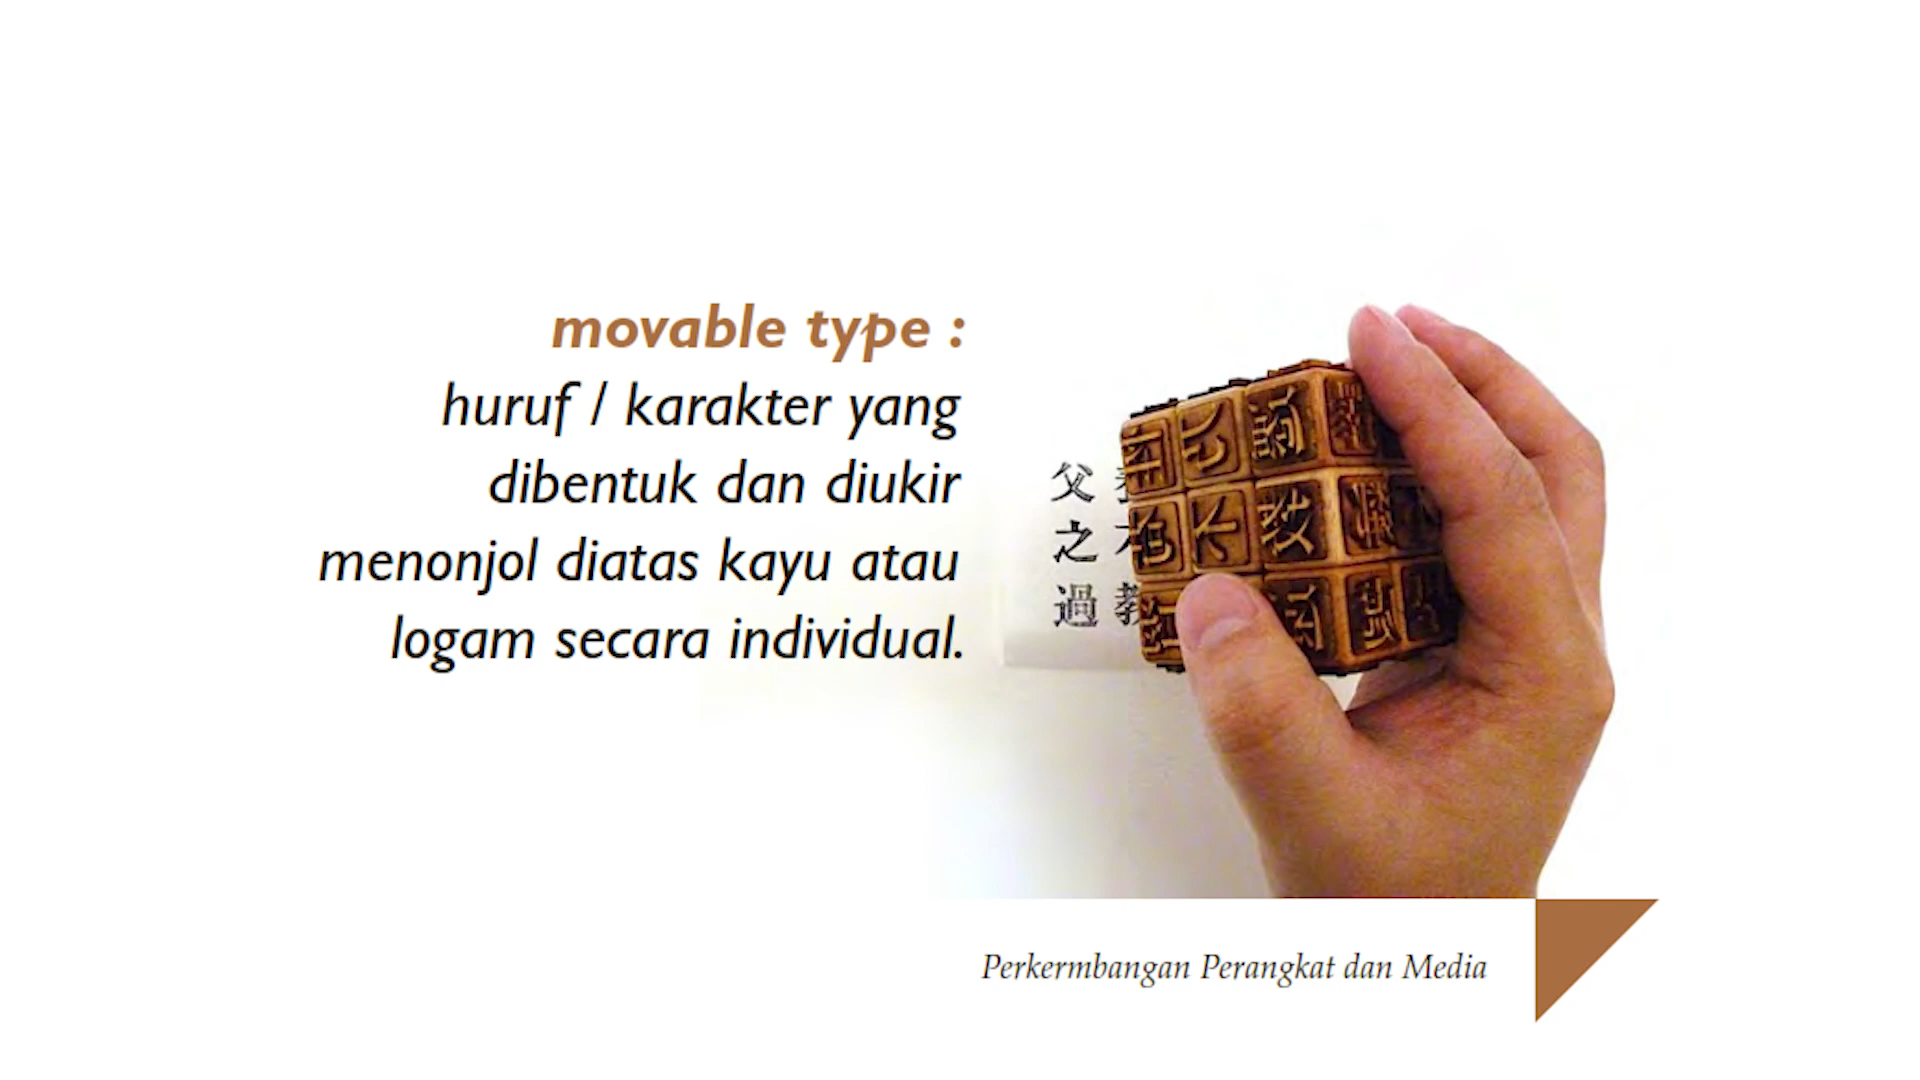 movable type :
huruf / karakter yang
dibentuk dan diukir
menonjol diatas kayu atau
logam secara individual.
父
之
過
Perkermbangan Perangkat dan Media